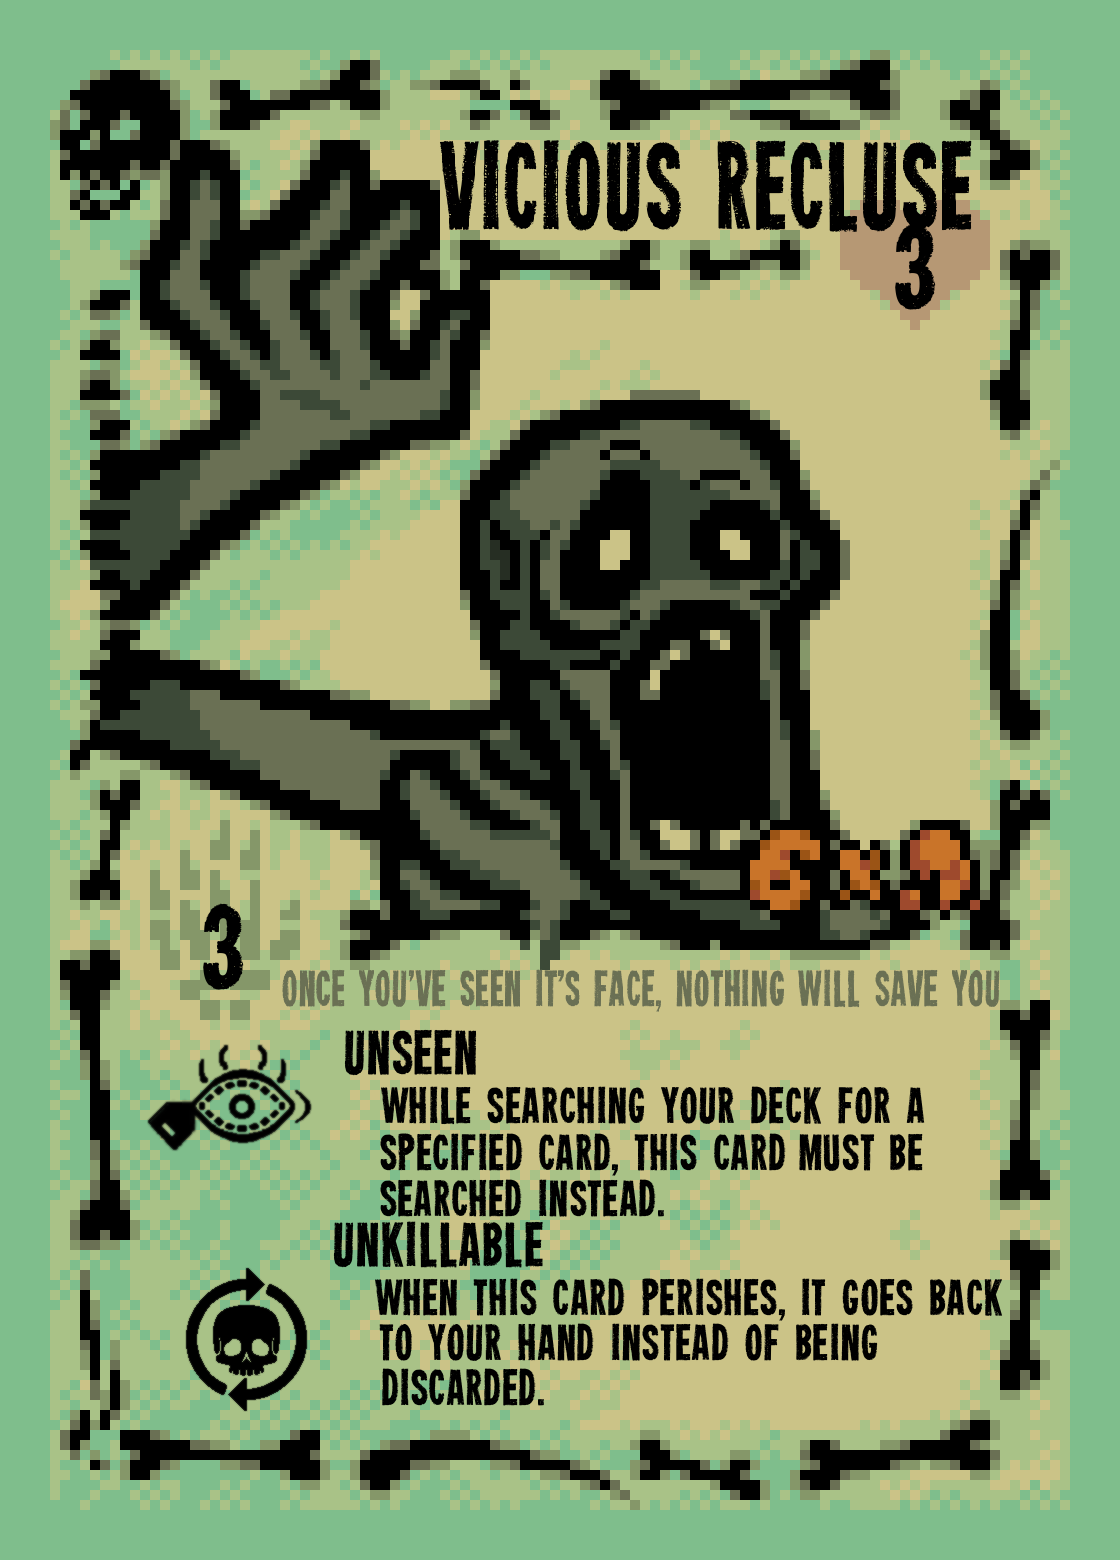 VICIOUS RECLUSE
3
6 x 9
3
ONCE YOU'VE SEEN IT'S FACE, NOTHING WILL SAVE YOU
UNSEEN
WHILE SEARCHING YOUR DECK FOR A
SPECIFIED CARD, THIS CARD MUST BE
SEARCHED INSTEAD.
UNKILLABLE
WHEN THIS CARD PERISHES, IT GOES BACK
TO YOUR HAND INSTEAD OF BEING
DISCARDED.